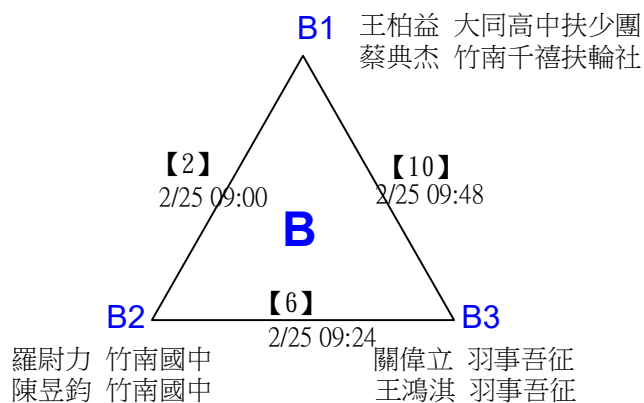 B1
王柏益 大同高中扶少團
蔡典杰 竹南千禧扶輪社
【2】
2/25 09:00
【10】
2/25 09:48
B
【6】
2/25 09:24
B2
羅尉力 竹南國中
陳昱鈞 竹南國中
B3
關偉立 羽事吾征
王鴻淇 羽事吾征